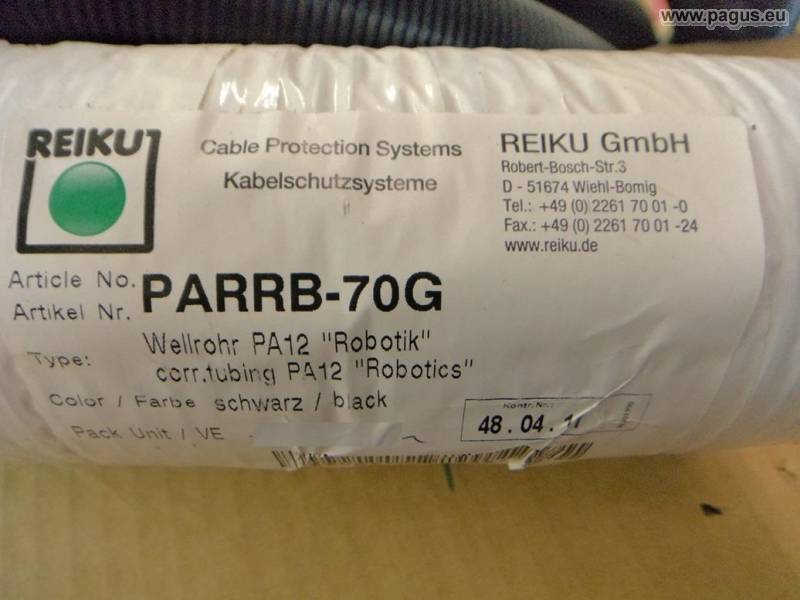 www.pagus.eu
REIKU
Cable Protection Systems
Kabelschutzsysteme
REIKU GmbH
Robert-Bosch-Str.3
D - 51674 Wiehl-Bomig
Tel.: +49 (0) 2261 70 01 -0
Fax.: +49 (0) 2261 70 01 -24
www.reiku.de
Article No.
Artikel Nr.
PARRB-70G
Type:
Wellrohr PA12 "Robotik"
corr.tubing PA12 "Robotics"
Color / Farbe schwarz / black
Pack Unit / VE
Kontr.Nr.:
48.04.